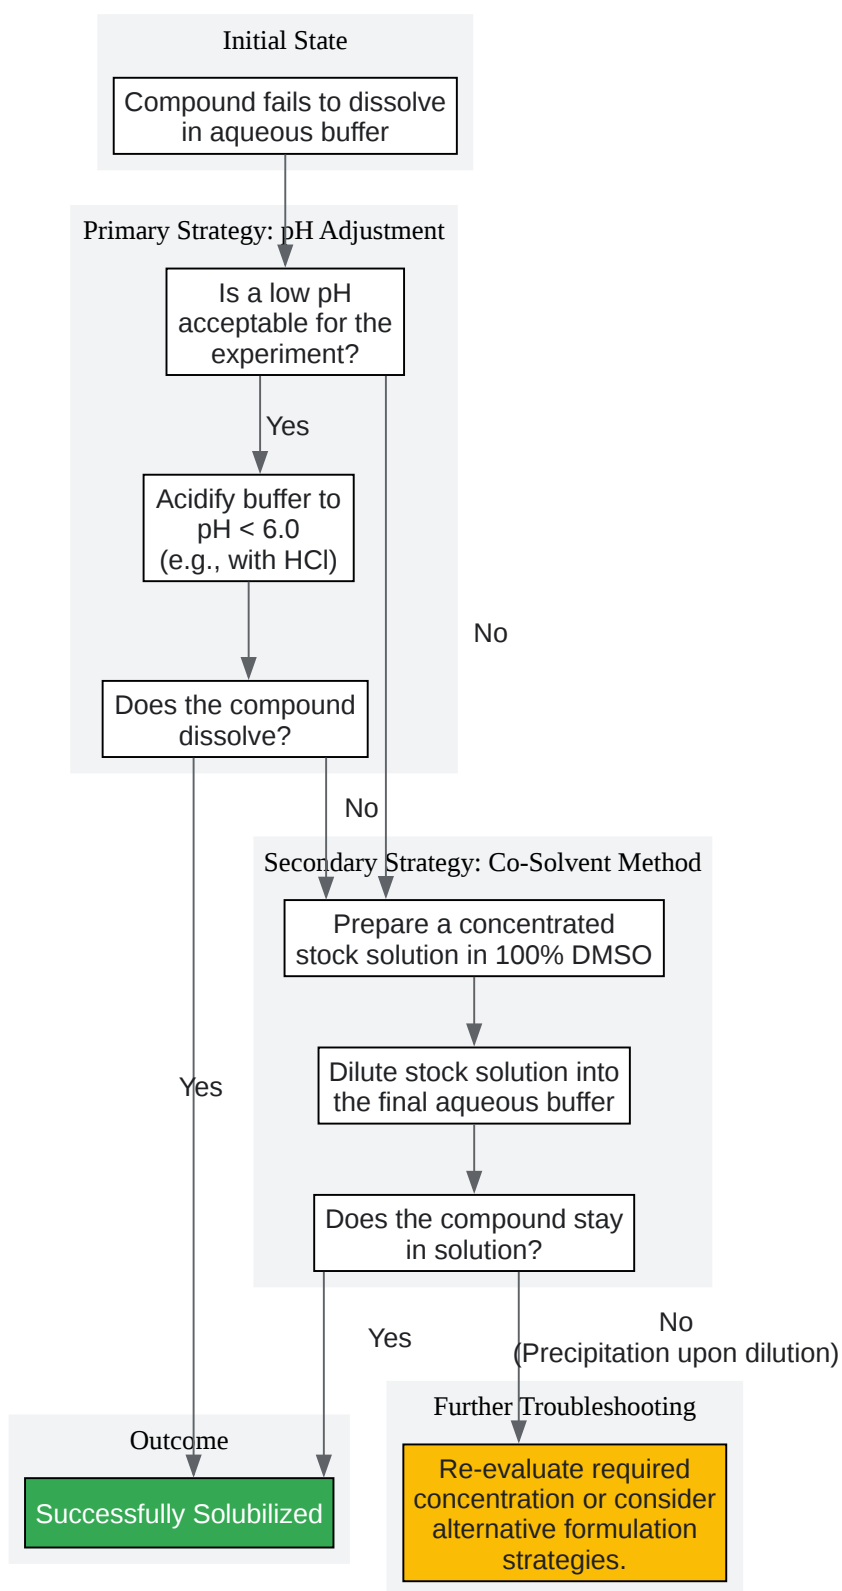 Initial State
Compound fails to dissolve
in aqueous buffer
Primary Strategy: pH Adjustment
Is a low pH
acceptable for the
experiment?
Yes
Acidify buffer to
pH < 6.0
(e.g., with HCl)
No
Does the compound
dissolve?
No
Secondary Strategy: Co-Solvent Method
Prepare a concentrated
stock solution in 100% DMSO
Dilute stock solution into
the final aqueous buffer
Yes
Does the compound stay
in solution?
Yes
No
(Precipitation upon dilution)
Further Troubleshooting
Outcome
Successfully Solubilized
Re-evaluate required
concentration or consider
alternative formulation
strategies.